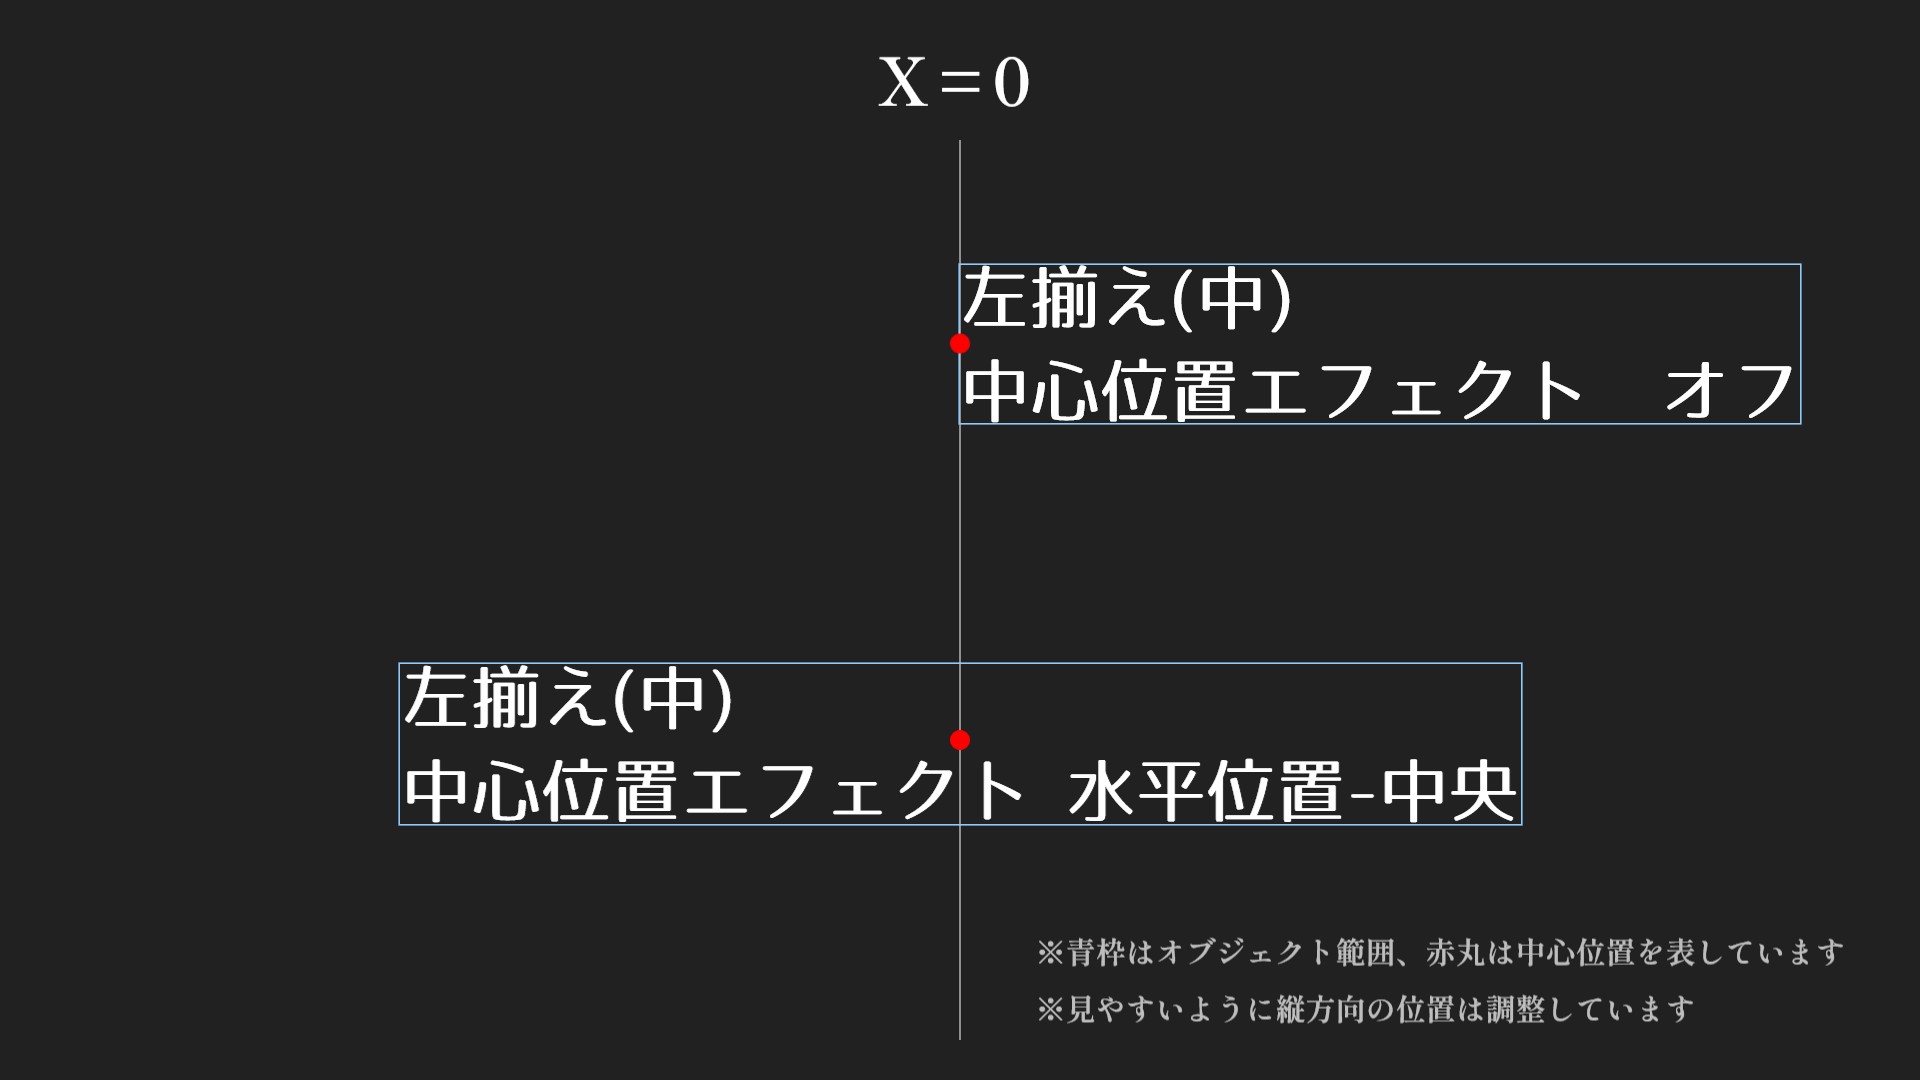 X＝0
左揃え(中)
中心位置エフェクト　オフ
左揃え(中)
中心位置エフェクト 水平位置-中央
※青枠はオブジェクト範囲、赤丸は中心位置を表しています
※見やすいように縦方向の位置は調整しています